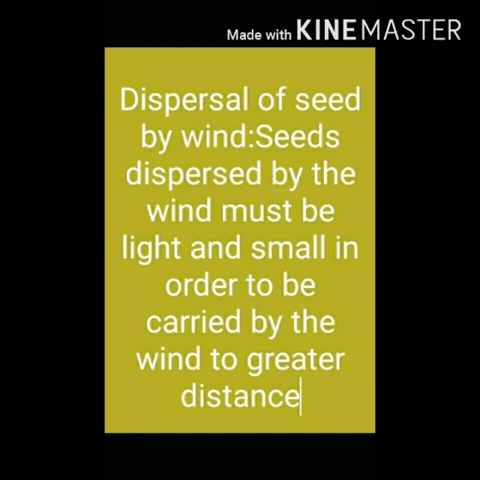 Made with KINEMASTER
Dispersal of seed
by wind:Seeds
dispersed by the
wind must be
light and small in
order to be
carried by the
wind to greater
distance